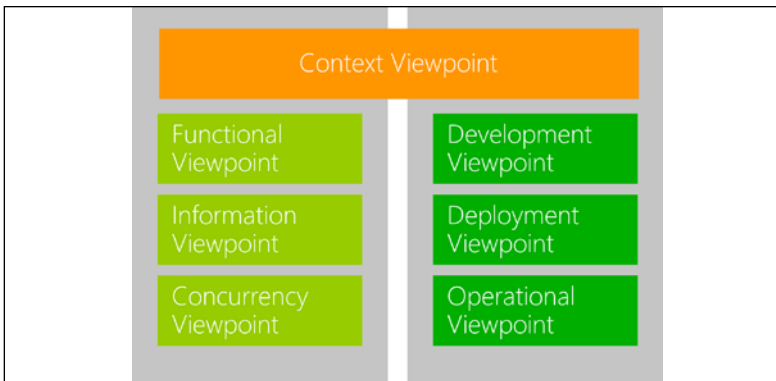 Context Viewpoint
Functional
Viewpoint
Information
Viewpoint
Concurrency
Viewpoint
Development
Viewpoint
Deployment
Viewpoint
Operational
Viewpoint